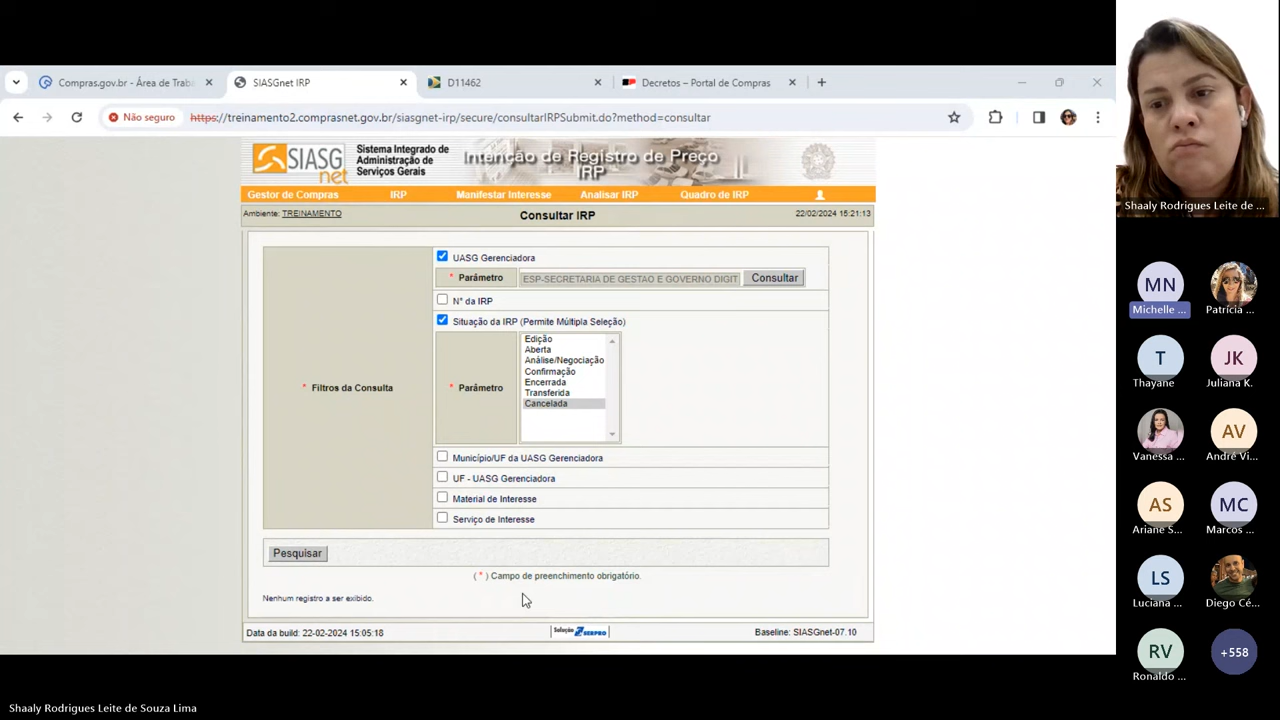 Compras.gov.br - Área de Traba
SIASGnet IRP
D11462
Decretos – Portal de Compras
Não seguro
https://treinamento2.comprasnet.gov.br/siasgnet-irp/secure/consultarIRPSubmit.do?method=consultar
SIASG
net
Sistema Integrado de
Administração de
Serviços Gerais
Intenção de Registro de Preço
IRP
Gestor de Compras IRP Manifestar Interesse Analisar IRP Quadro de IRP
Ambiente: TREINAMENTO
Consultar IRP
22/02/2024 15:21:13
Filtros da Consulta
UASG Gerenciadora
* Parâmetro
ESP-SECRETARIA DE GESTAO E GOVERNO DIGIT
Consultar
N° da IRP
Situação da IRP (Permite Múltipla Seleção)
* Parâmetro
Edição
Aberta
Análise/Negociação
Confirmação
Encerrada
Transferida
Cancelada
* Filtros da Consulta
Município/UF da UASG Gerenciadora
UF - UASG Gerenciadora
Material de Interesse
Serviço de Interesse
Pesquisar
( * ) Campo de preenchimento obrigatório.
Nenhum registro a ser exibido.
Data da build: 22-02-2024 15:05:18
Solução SERPRO
Baseline: SIASGnet-07.10
Shaaly Rodrigues Leite de ...
MN
Michelle ...
Patrícia ...
T
Thayane
JK
Juliana K.
Vanessa ...
AV
André Vi...
AS
Ariane S...
MC
Marcos ...
LS
Luciana ...
Diego Cé...
RV
Ronaldo ...
+558
Shaaly Rodrigues Leite de Souza Lima